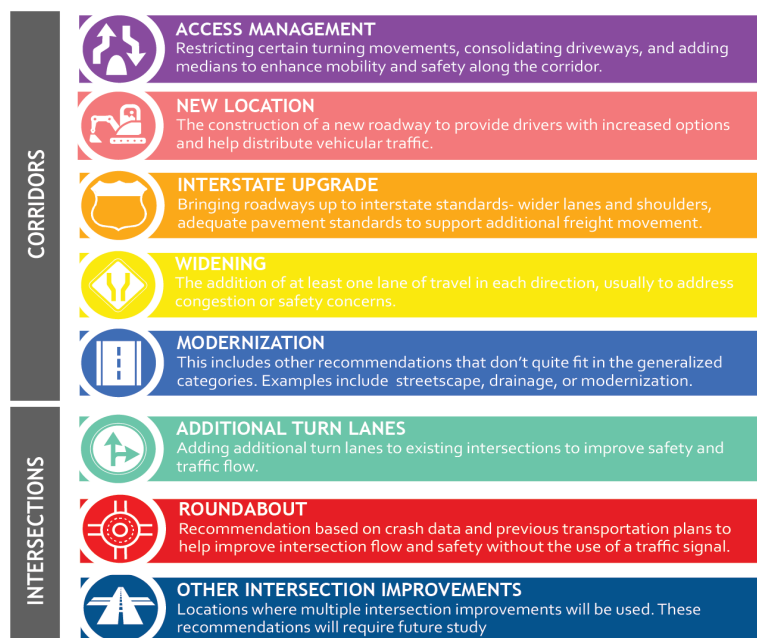 CORRIDORS
ACCESS MANAGEMENT
Restricting certain turning movements, consolidating driveways, and adding
medians to enhance mobility and safety along the corridor.
NEW LOCATION
The construction of a new roadway to provide drivers with increased options
and help distribute vehicular traffic.
INTERSTATE UPGRADE
Bringing roadways up to interstate standards- wider lanes and shoulders,
adequate pavement standards to support additional freight movement.
WIDENING
The addition of at least one lane of travel in each direction, usually to address
congestion or safety concerns.
MODERNIZATION
This includes other recommendations that don't quite fit in the generalized
categories. Examples include  streetscape, drainage, or modernization.
INTERSECTIONS
ADDITIONAL TURN LANES
Adding additional turn lanes to existing intersections to improve safety and
traffic flow.
ROUNDABOUT
Recommendation based on crash data and previous transportation plans to
help improve intersection flow and safety without the use of a traffic signal.
OTHER INTERSECTION IMPROVEMENTS
Locations where multiple intersection improvements will be used. These
recommendations will require future study